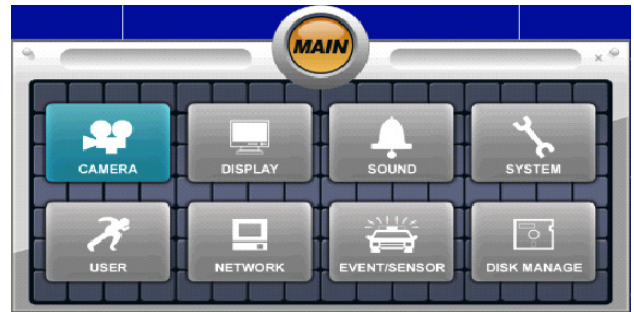 MAIN
CAMERA
DISPLAY
SOUND
SYSTEM
USER
NETWORK
EVENT/SENSOR
DISK MANAGE